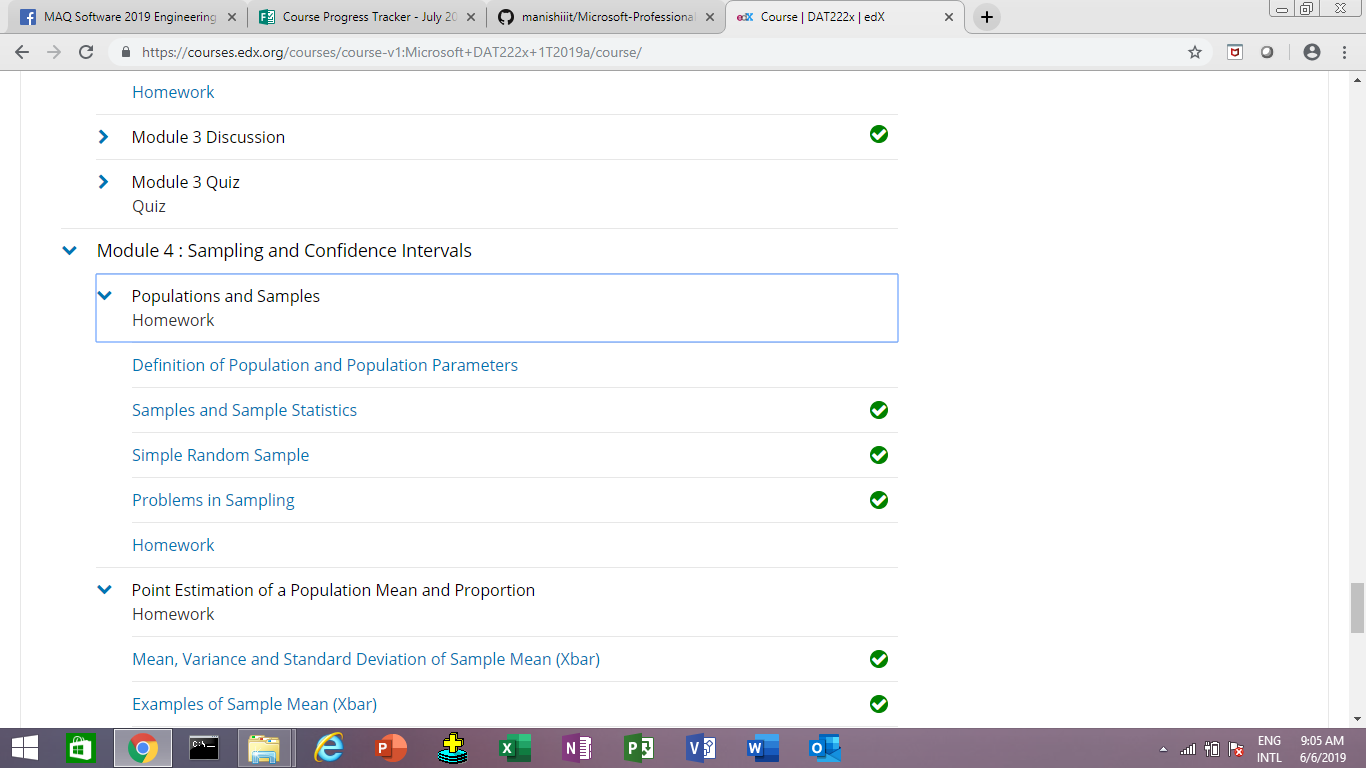 MAQ Software 2019 Engineering
Course Progress Tracker - July 20
manishiiit/Microsoft-Professional
edX
Course | DAT222x | edX
https://courses.edx.org/courses/course-v1:Microsoft+DAT222x+1T2019a/course/
Homework
Module 3 Discussion
Module 3 Quiz
Quiz
Module 4 : Sampling and Confidence Intervals
Populations and Samples
Homework
Definition of Population and Population Parameters
Samples and Sample Statistics
Simple Random Sample
Problems in Sampling
Homework
Point Estimation of a Population Mean and Proportion
Homework
Mean, Variance and Standard Deviation of Sample Mean (Xbar)
Examples of Sample Mean (Xbar)
ENG
INTL
9:05 AM
6/6/2019